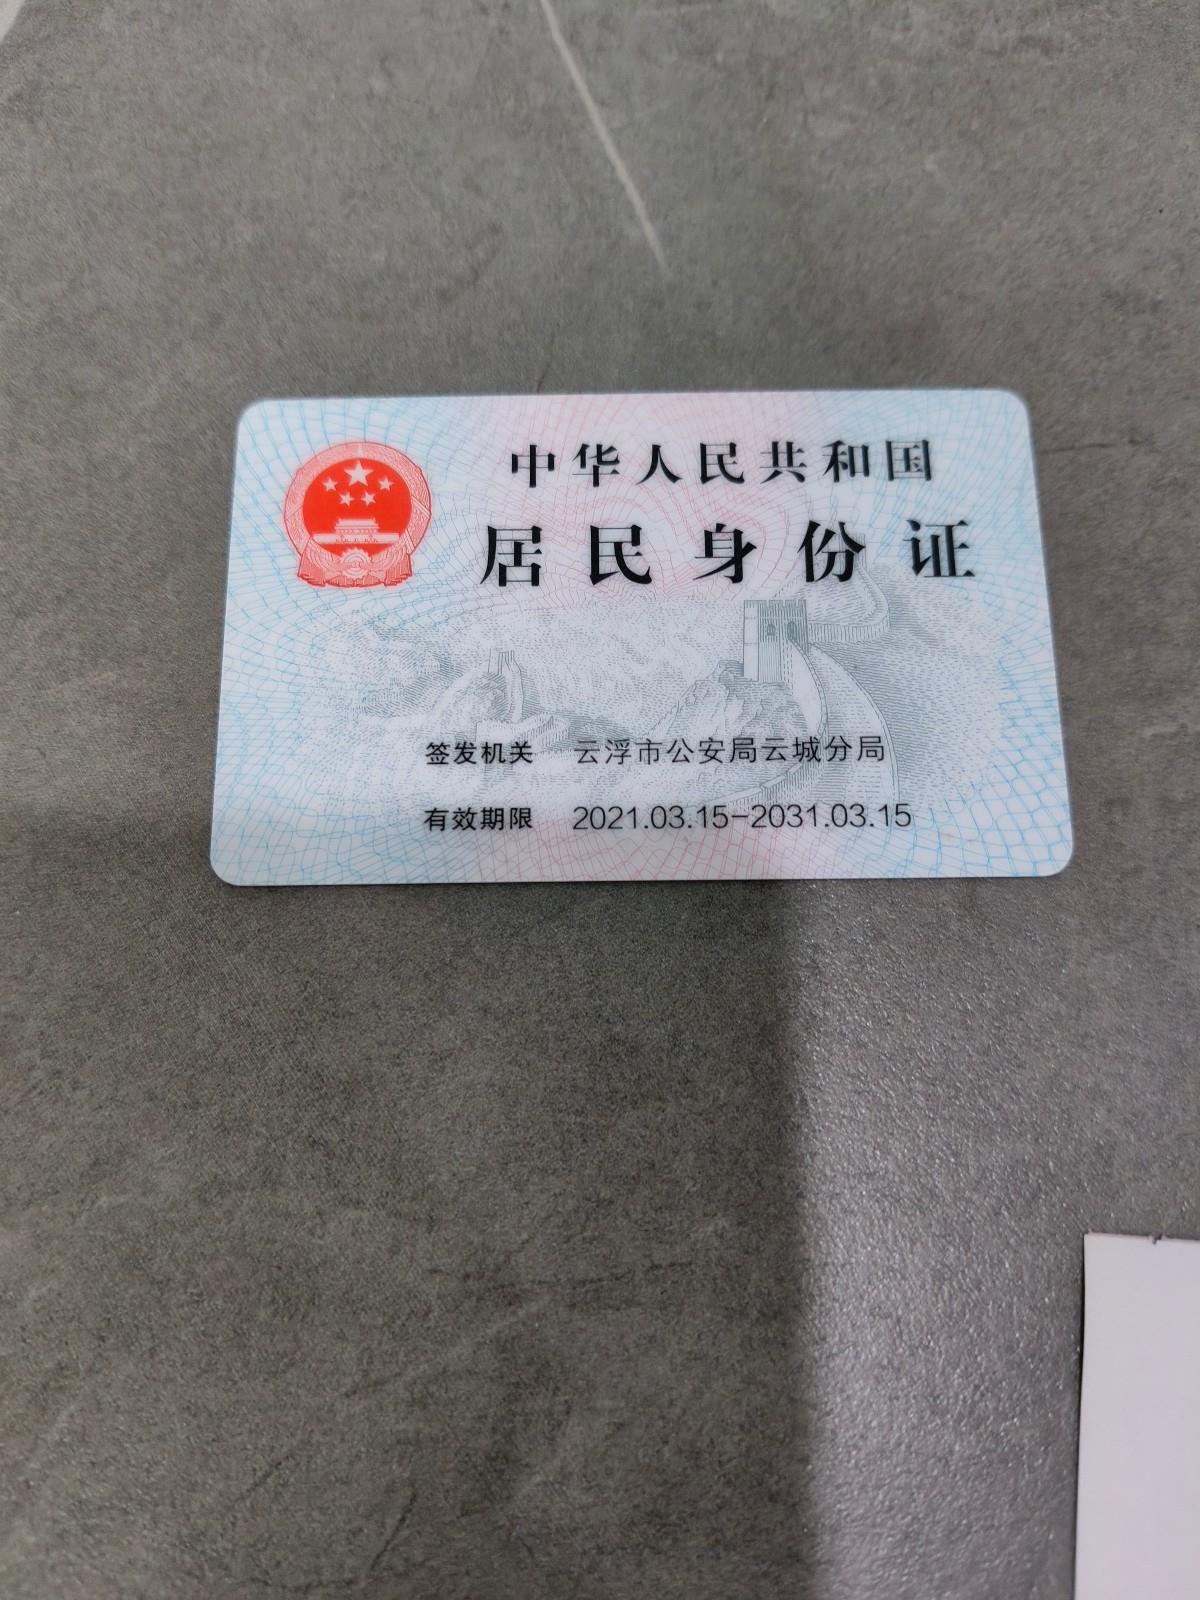 中华人民共和国
居民身份证
签发机关 云浮市公安局云城分局
有效期限 2021.03.15-2031.03.15